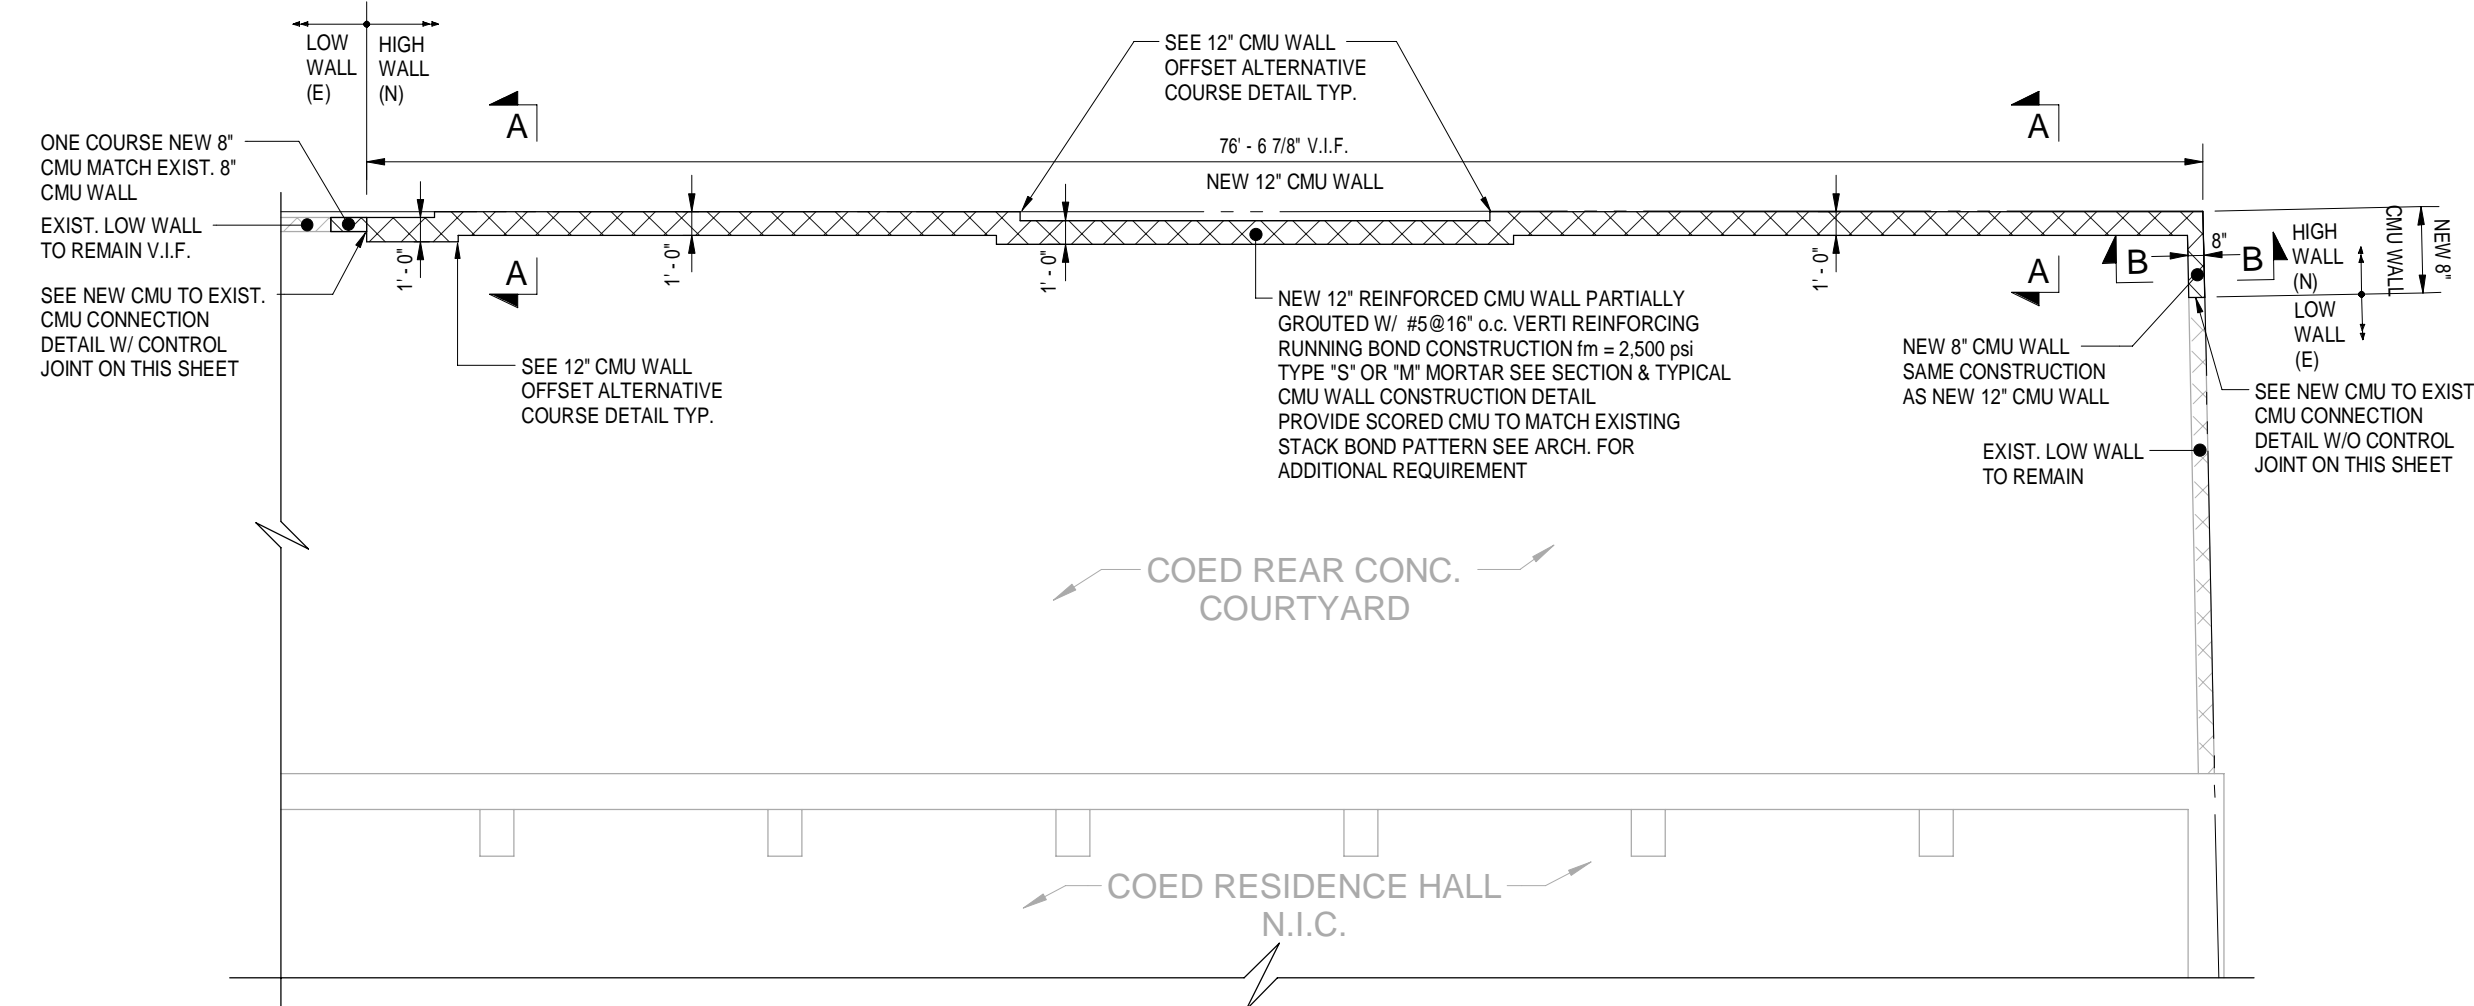 LOW
WALL
(E)
HIGH
WALL
(N)
SEE 12" CMU WALL
OFFSET ALTERNATIVE
COURSE DETAIL TYP.
A
A
76' - 6 7/8" V.I.F.
NEW 12" CMU WALL
ONE COURSE NEW 8"
CMU MATCH EXIST. 8"
CMU WALL
EXIST. LOW WALL
TO REMAIN V.I.F.
SEE NEW CMU TO EXIST.
CMU CONNECTION
DETAIL W/ CONTROL
JOINT ON THIS SHEET
1' - 0"
A
1' - 0"
1' - 0"
1' - 0"
A
B
8"
B
HIGH
WALL
(N)
LOW
WALL
(E)
NEW 8"
CMU WALL
SEE 12" CMU WALL
OFFSET ALTERNATIVE
COURSE DETAIL TYP.
NEW 12" REINFORCED CMU WALL PARTIALLY
GROUTED W/ #5@16" o.c. VERTI REINFORCING
RUNNING BOND CONSTRUCTION fm = 2,500 psi
TYPE "S" OR "M" MORTAR SEE SECTION & TYPICAL
CMU WALL CONSTRUCTION DETAIL
PROVIDE SCORED CMU TO MATCH EXISTING
STACK BOND PATTERN SEE ARCH. FOR
ADDITIONAL REQUIREMENT
NEW 8" CMU WALL
SAME CONSTRUCTION
AS NEW 12" CMU WALL
EXIST. LOW WALL
TO REMAIN
SEE NEW CMU TO EXIST
CMU CONNECTION
DETAIL W/O CONTROL
JOINT ON THIS SHEET
COED REAR CONC.
COURTYARD
COED RESIDENCE HALL
N.I.C.